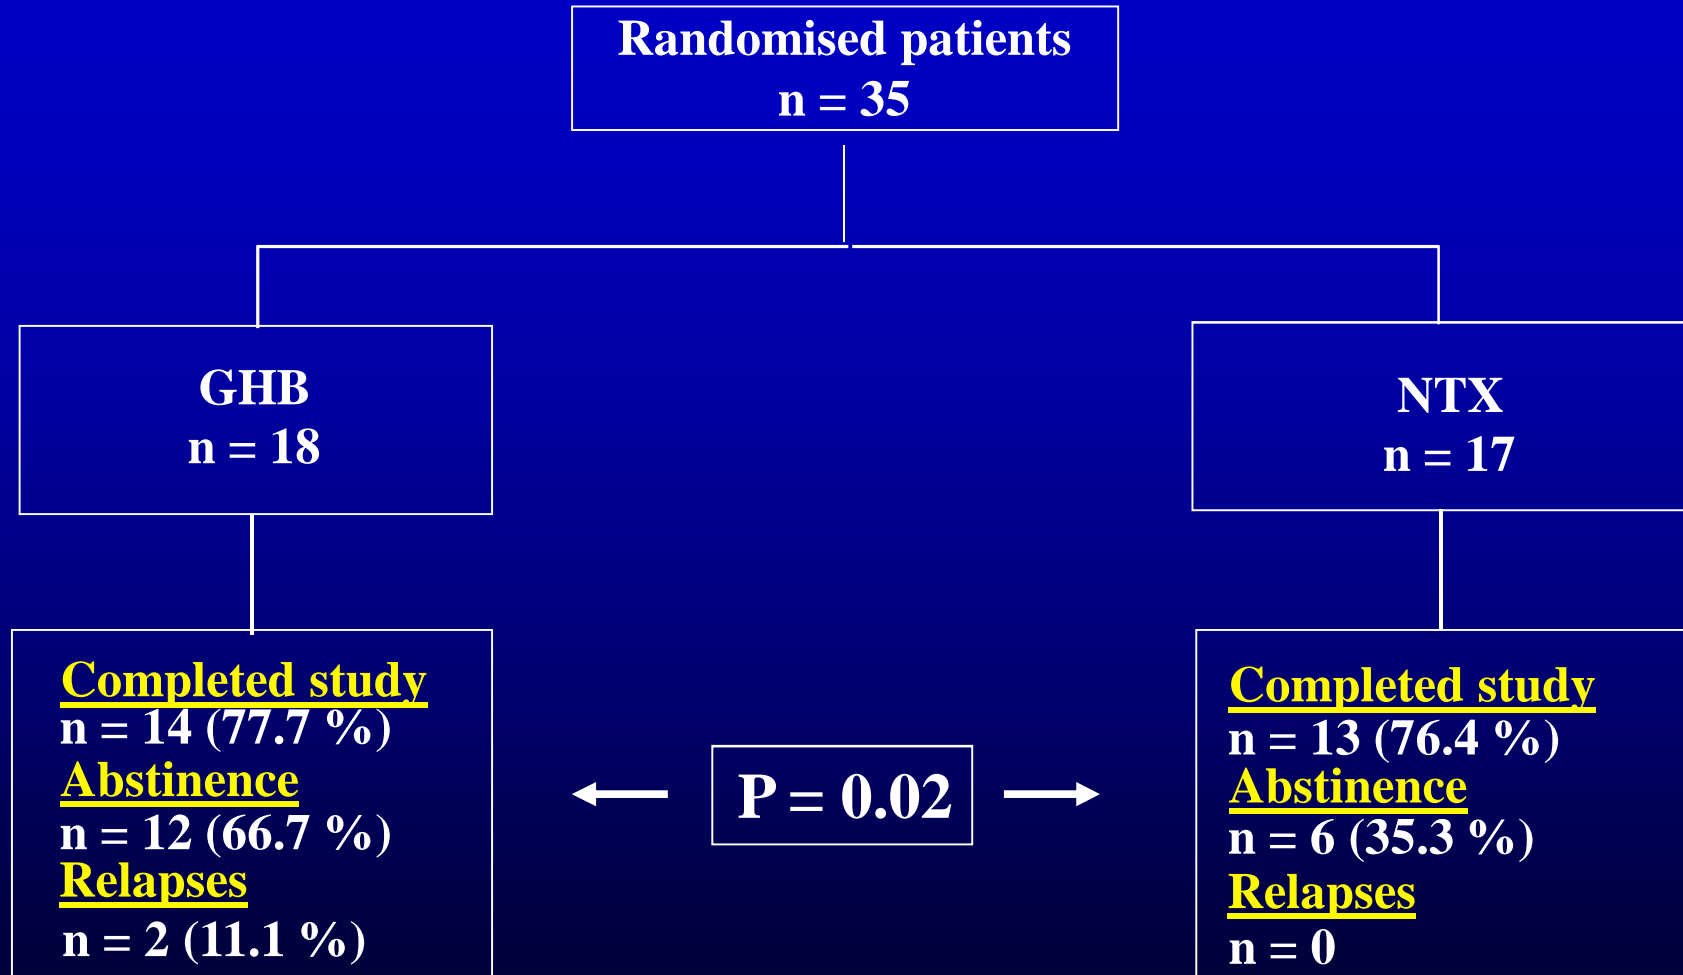 Randomised patients
n = 35
GHB
n = 18
NTX
n = 17
Completed study
n = 14 (77.7 %)
Abstinence
n = 12 (66.7 %)
Relapses
n = 2 (11.1 %)
P = 0.02
Completed study
n = 13 (76.4 %)
Abstinence
n = 6 (35.3 %)
Relapses
n = 0